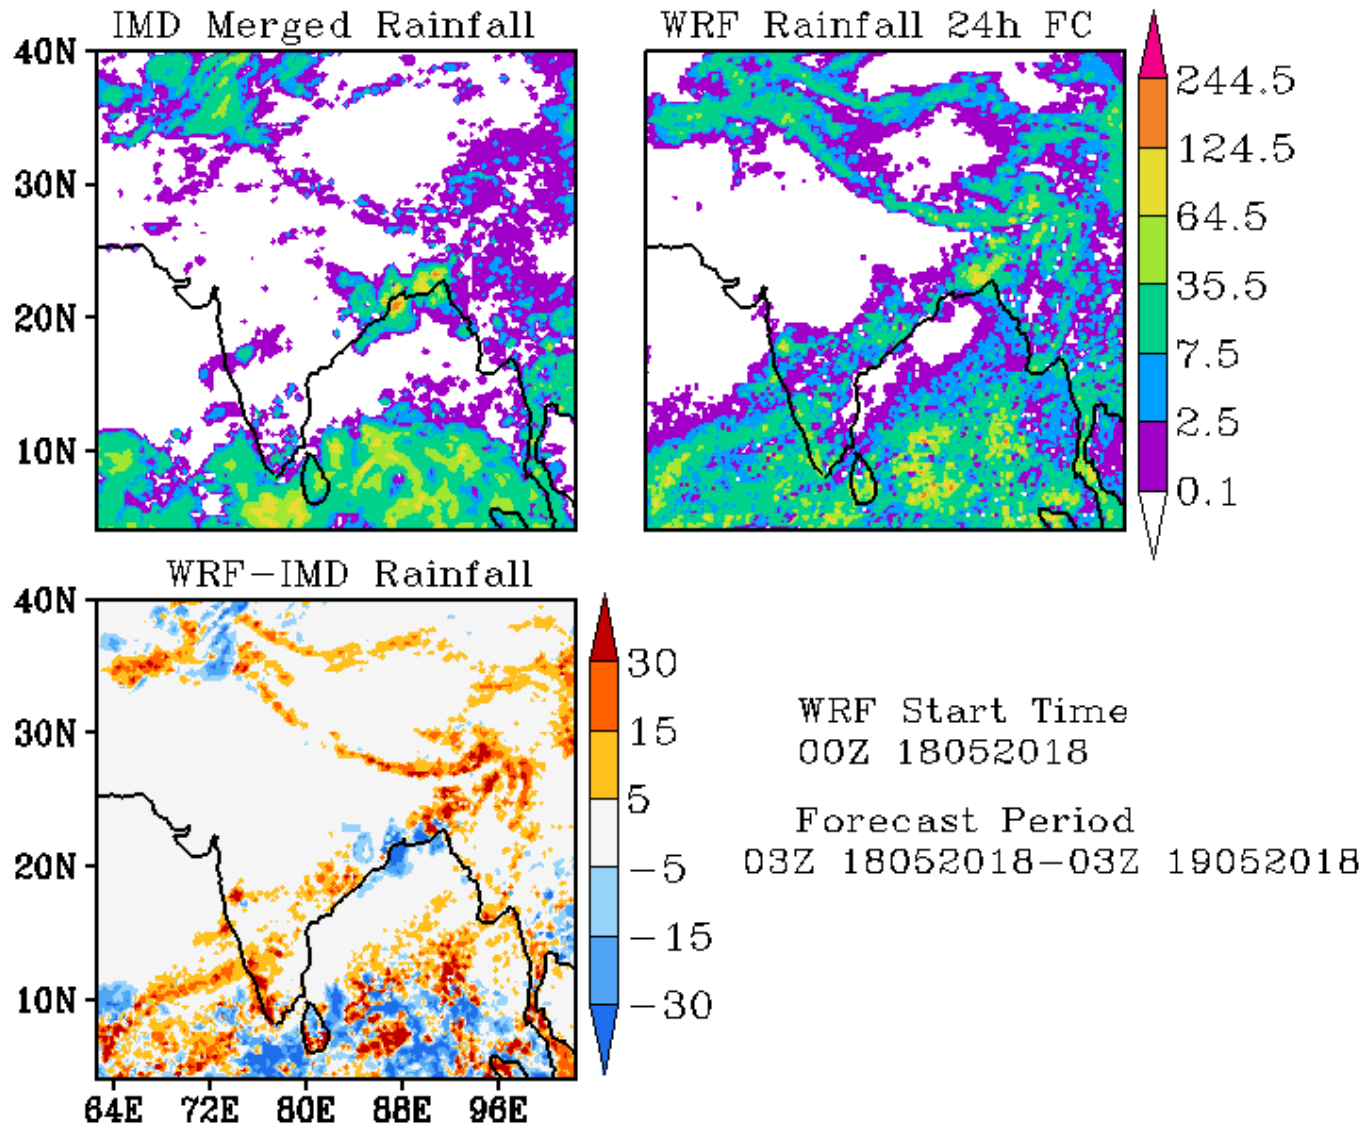 IMD Merged Rainfall
WRF Rainfall 24h FC
40N
30N
20N
10N
244.5
124.5
64.5
35.5
7.5
2.5
0.1
WRF-IMD Rainfall
40N
30N
20N
10N
64E 72E 80E 88E 96E
30
15
5
-5
-15
-30
WRF Start Time
00Z 18052018
Forecast Period
03Z 18052018-03Z 19052018